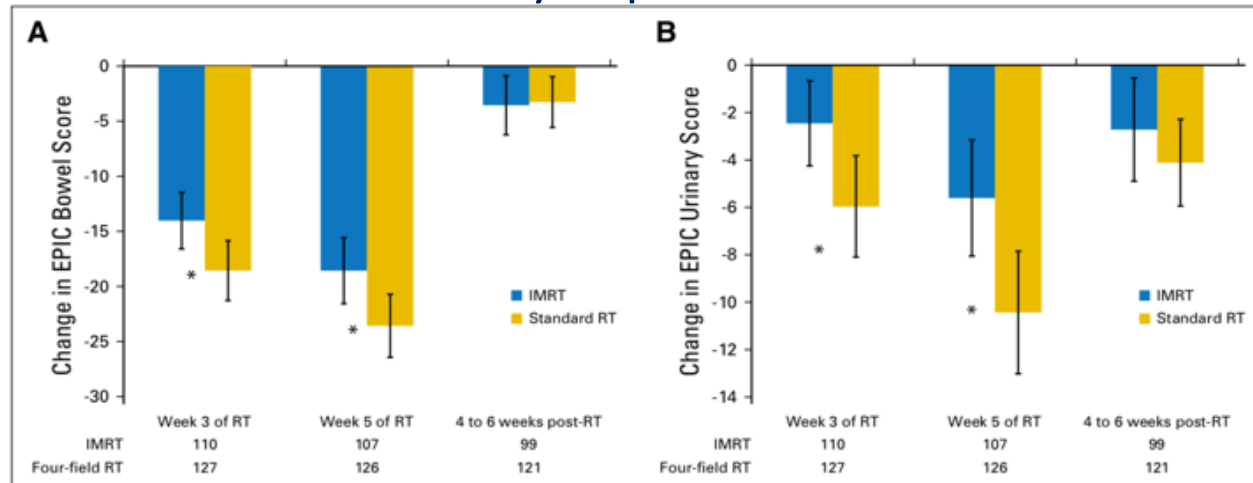 A
Change in EPIC Bowel Score
0
-5
-10
-15
-20
-25
-30
*
*
IMRT
Standard RT
Week 3 of RT Week 5 of RT 4 to 6 weeks post-RT
IMRT 110 107 99
Four-field RT 127 126 121
B
Change in EPIC Urinary Score
0
-2
-4
-6
-8
-10
-12
-14
*
*
IMRT
Standard RT
Week 3 of RT Week 5 of RT 4 to 6 weeks post-RT
IMRT 110 107 99
Four-field RT 127 126 121